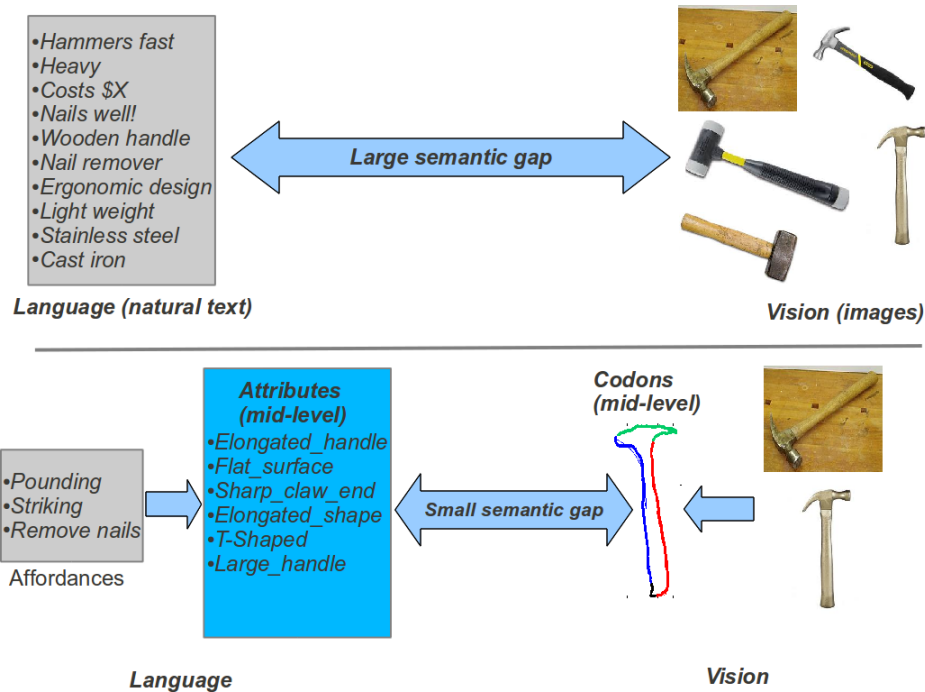 •Hammers fast
•Heavy
•Costs $X
•Nails well!
•Wooden handle
•Nail remover
•Ergonomic design
•Light weight
•Stainless steel
•Cast iron
Large semantic gap
Language (natural text)
Vision (images)
Attributes
(mid-level)
•Elongated_handle
•Flat_surface
•Sharp_claw_end
•Elongated_shape
•T-Shaped
•Large_handle
Codons
(mid-level)
•Pounding
•Striking
•Remove nails
Affordances
Small semantic gap
Language
Vision